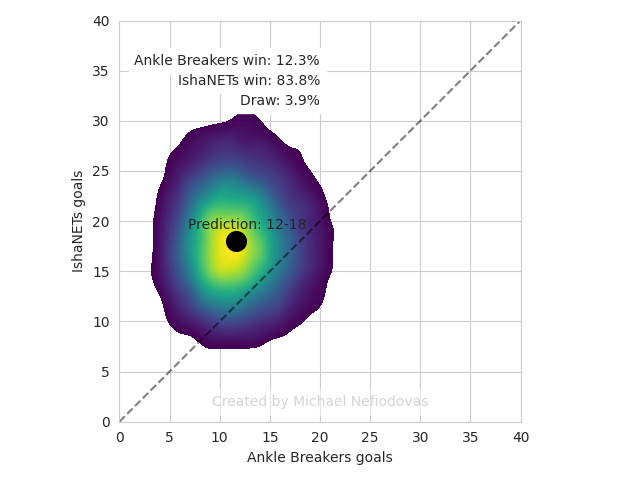 40
35
30
25
20
15
10
5
0
IshaNETs goals
Ankle Breakers win: 12.3%
IshaNETs win: 83.8%
Draw: 3.9%
Prediction: 12-18
Created by Michael Nefiodovas
0 5 10 15 20 25 30 35 40
Ankle Breakers goals